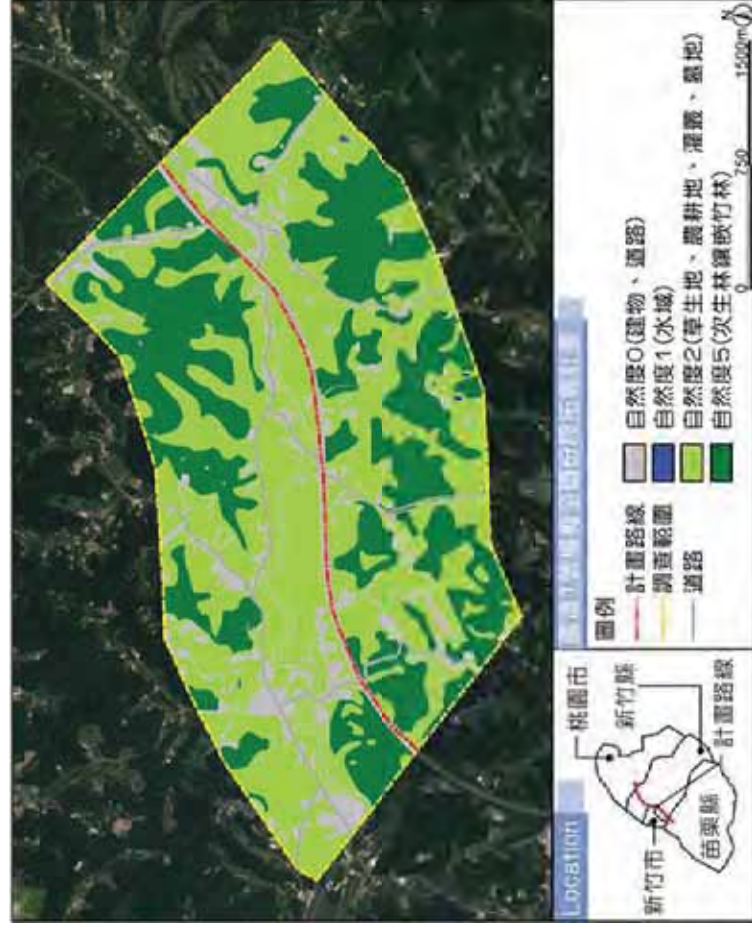 Location
桃園市
新竹縣
新竹市
苗栗縣
計畫路線
圖例
計畫路線
調查範圍
道路
自然度0(建物、道路)
自然度1(水域)
自然度2(草生地、農耕地、灌叢、墓地)
自然度5(次生林鑲嵌竹林)
0 750 1500m
N